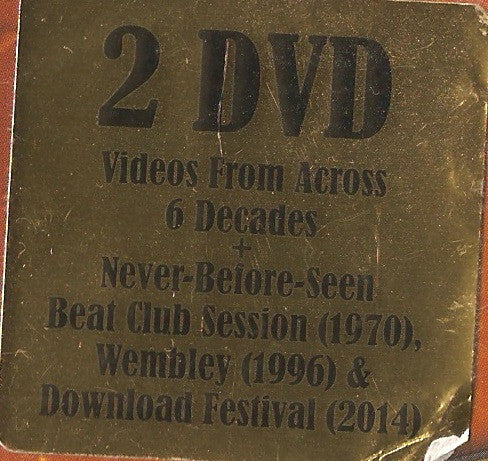 2 DVD
Videos From Across
6 Decades
+
Never-Before-Seen
Beat Club Session (1970),
Wembley (1996) &
Download Festival (2014)